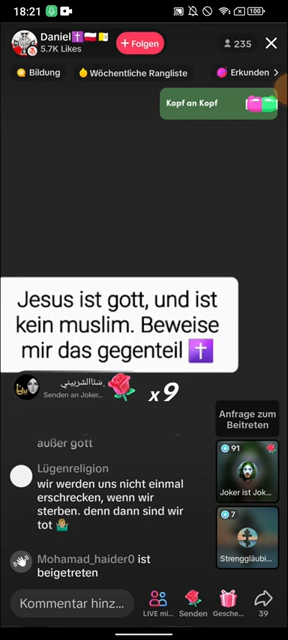 18:21
100
Daniel✝️🇵🇱
5.7K Likes
+ Folgen
235
Bildung
Wöchentliche Rangliste
Erkunden
Kopf an Kopf
Jesus ist gott, und ist
kein muslim. Beweise
mir das gegenteil ✝️
Senden an Joker...
x9
außer gott
Anfrage zum
Beitreten
91
Joker ist Jok...
Lügenreligion
wir werden uns nicht einmal
erschrecken, wenn wir
sterben. denn dann sind wir
tot 🤷🏼‍♂️
7
Strenggläubi...
Mohamad_haider0 ist
beigetreten
Kommentar hinz...
LIVE mi...
Senden
Gesche...
39